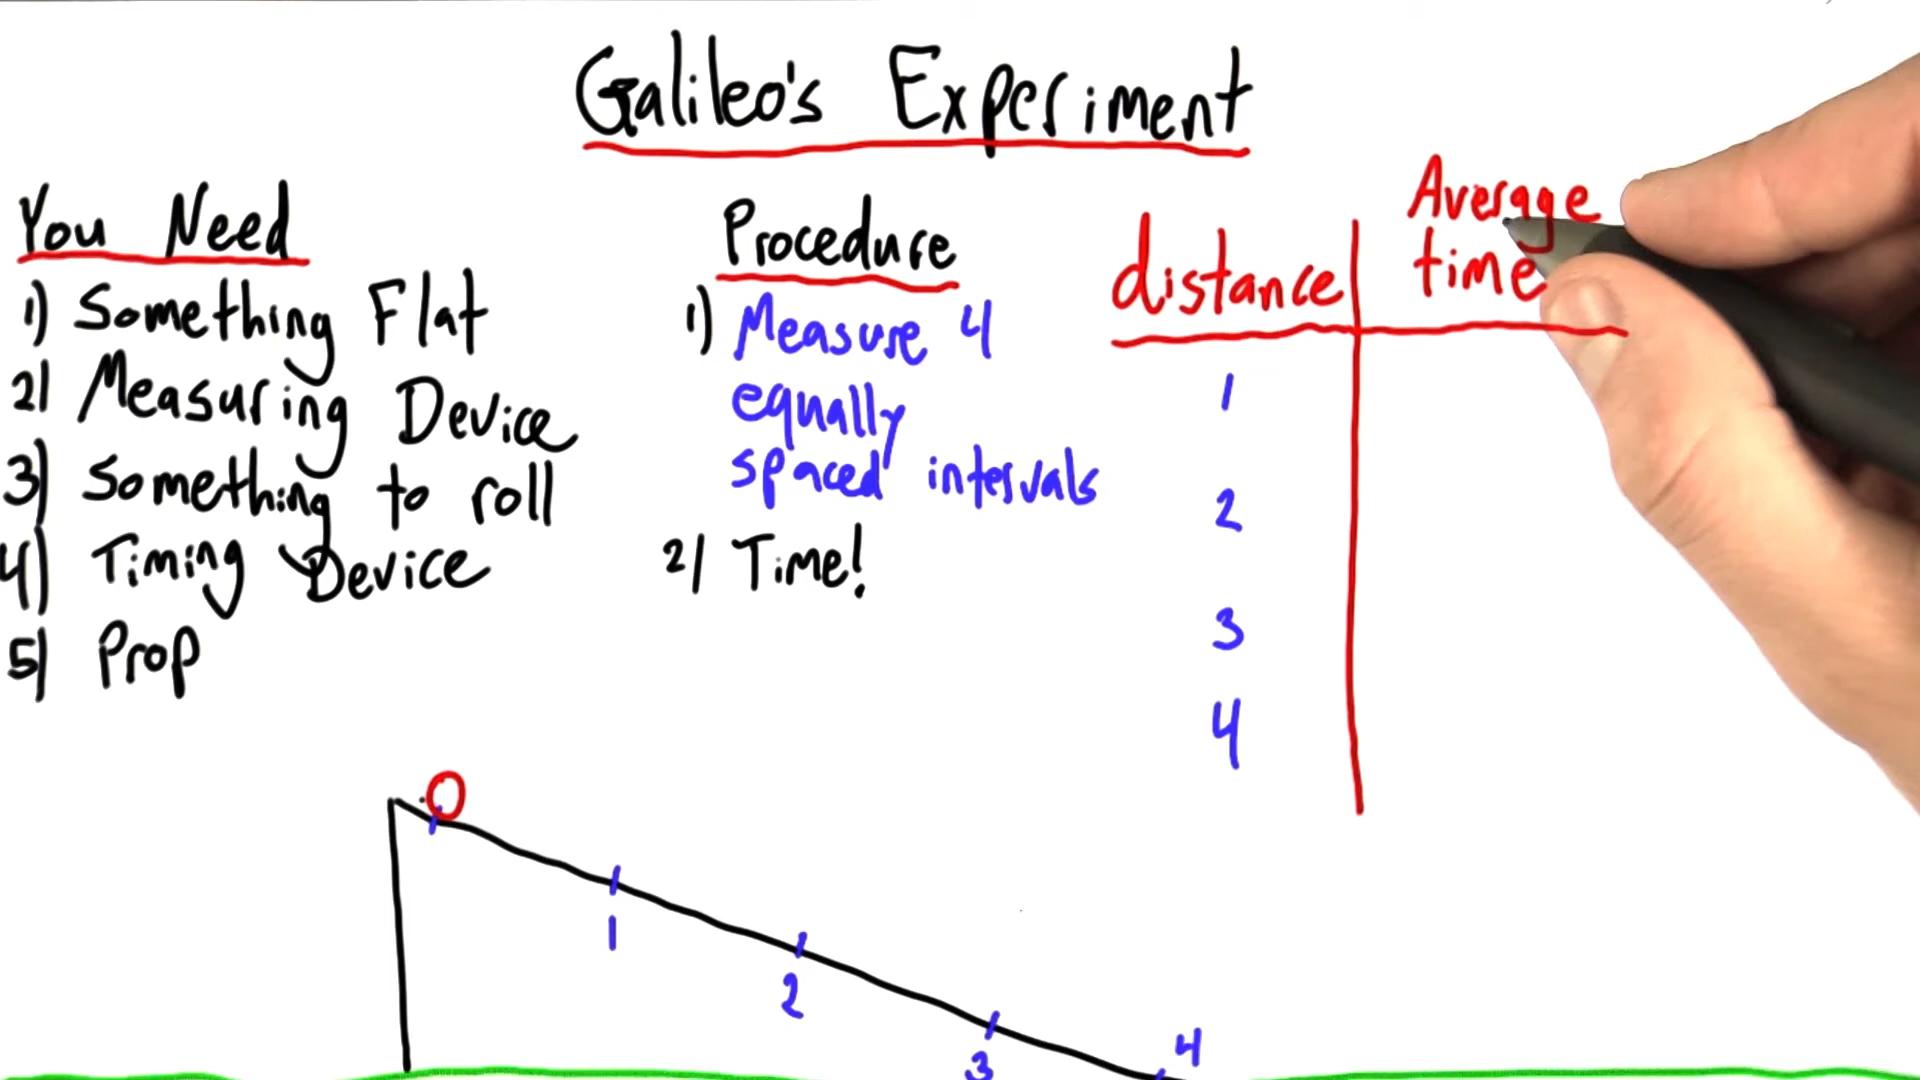 Galileo's Experiment
You Need
1) Something Flat
2) Measuring Device
3) Something to roll
4) Timing Device
5) Prop
Procedure
1) Measure 4
equally
spaced intervals
2) Time!
distance
Average
time
1
2
3
4
0
1
2
3
4